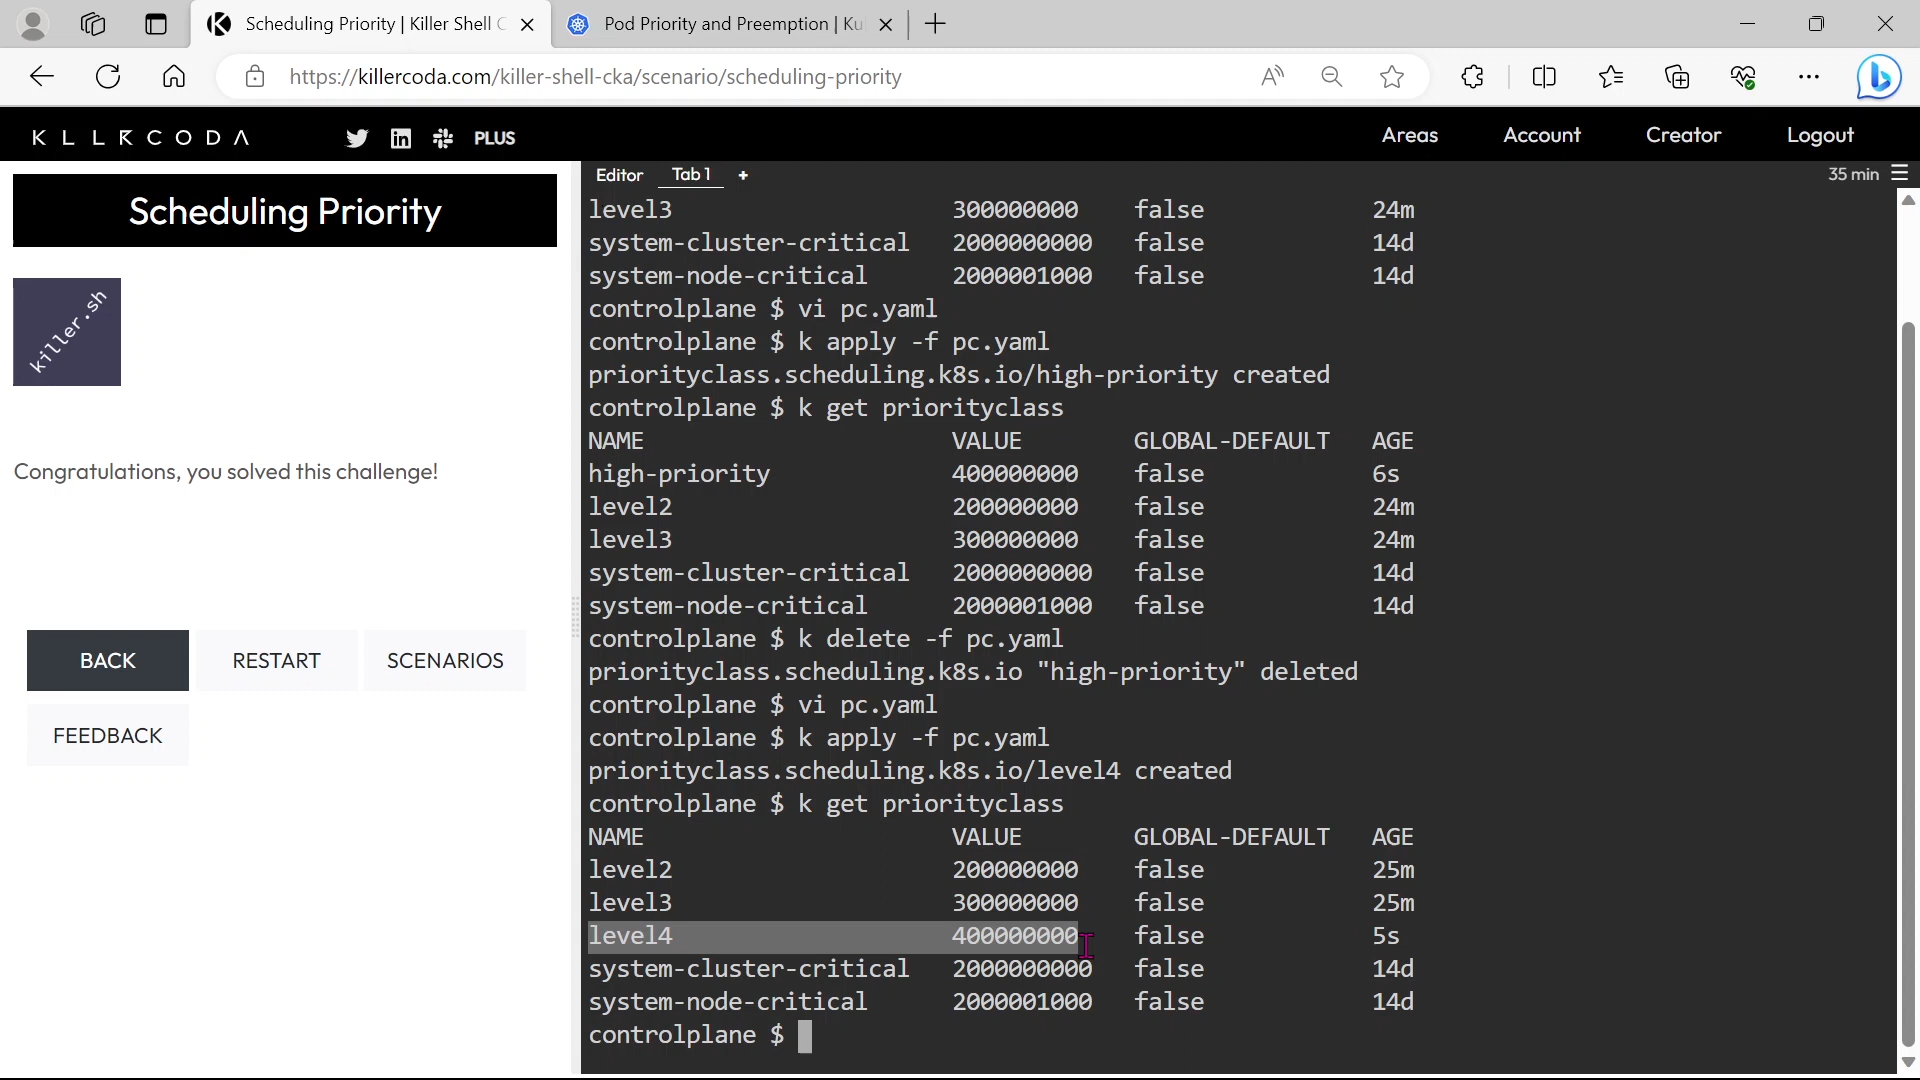 Scheduling Priority | Killer Shell C
Pod Priority and Preemption | Ku
https://killercoda.com/killer-shell-cka/scenario/scheduling-priority
KLLRCODA
PLUS
Areas
Account
Creator
Logout
Scheduling Priority
killer.sh
Congratulations, you solved this challenge!
BACK
RESTART
SCENARIOS
FEEDBACK
Editor
Tab 1
+
35 min
level3 300000000 false 24m
system-cluster-critical 2000000000 false 14d
system-node-critical 2000001000 false 14d
controlplane $ vi pc.yaml
controlplane $ k apply -f pc.yaml
priorityclass.scheduling.k8s.io/high-priority created
controlplane $ k get priorityclass
NAME VALUE GLOBAL-DEFAULT AGE
high-priority 400000000 false 6s
level2 200000000 false 24m
level3 300000000 false 24m
system-cluster-critical 2000000000 false 14d
system-node-critical 2000001000 false 14d
controlplane $ k delete -f pc.yaml
priorityclass.scheduling.k8s.io "high-priority" deleted
controlplane $ vi pc.yaml
controlplane $ k apply -f pc.yaml
priorityclass.scheduling.k8s.io/level4 created
controlplane $ k get priorityclass
NAME VALUE GLOBAL-DEFAULT AGE
level2 200000000 false 25m
level3 300000000 false 25m
level4 400000000 false 5s
system-cluster-critical 2000000000 false 14d
system-node-critical 2000001000 false 14d
controlplane $